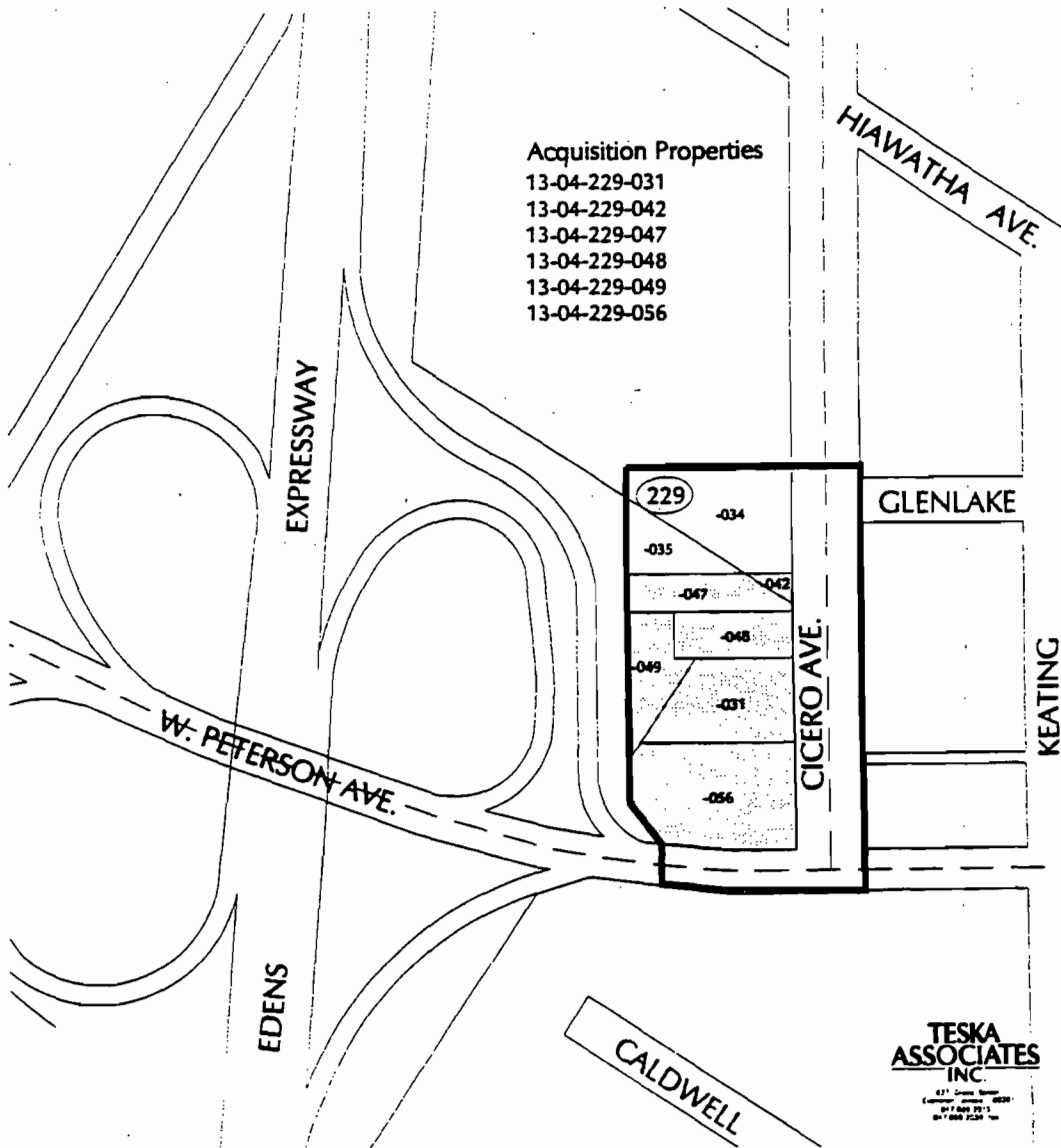 Acquisition Properties
13-04-229-031
13-04-229-042
13-04-229-047
13-04-229-048
13-04-229-049
13-04-229-056
HIAWATHA AVE.
EXPRESSWAY
229
-034
GLENLAKE
-035
-042
-047
-048
-049
-031
CICERO AVE.
KEATING
W. PETERSON AVE.
-056
EDENS
CALDWELL
TESKA
ASSOCIATES
INC.